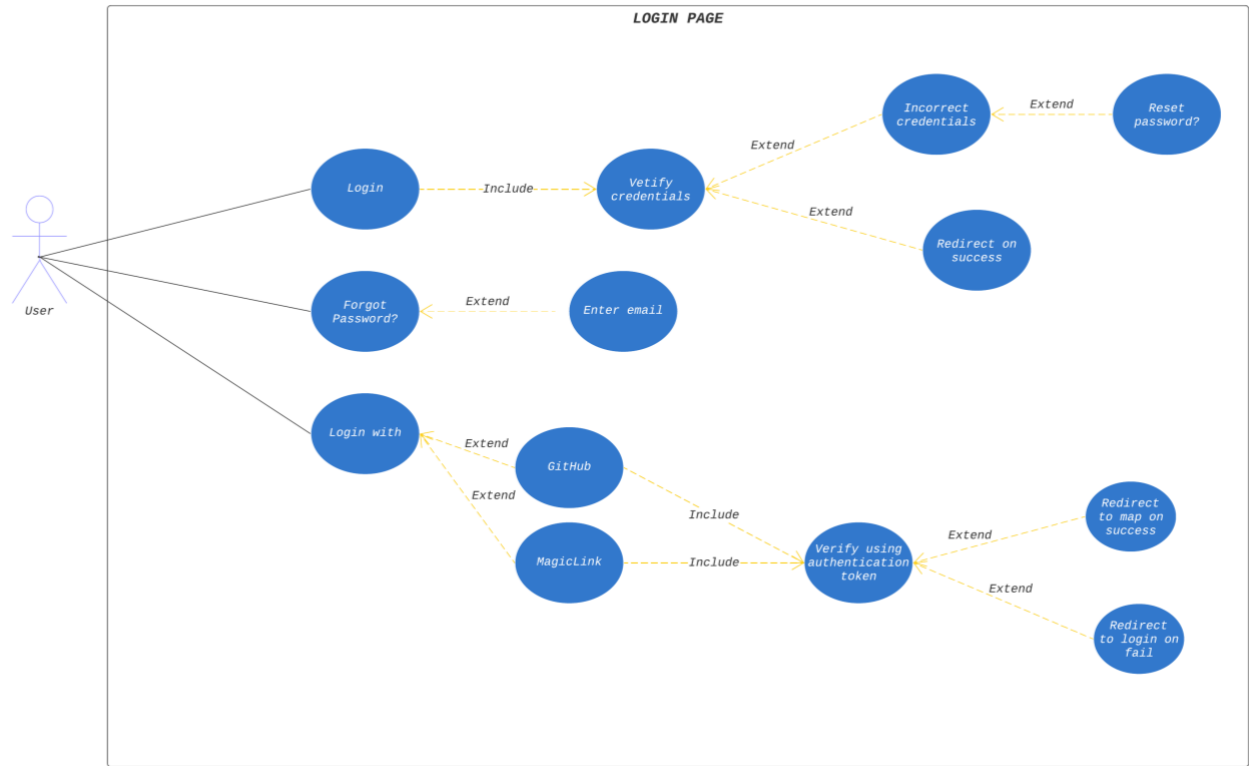 LOGIN PAGE
Incorrect
credentials
Extend
Reset
password?
Extend
Login
Include
Vetify
credentials
Extend
Redirect on
success
User
Forgot
Password?
Extend
Enter email
Login with
Extend
GitHub
Extend
Include
MagicLink
Include
Verify using
authentication
token
Extend
Redirect
to map on
success
Extend
Redirect
to login on
fail